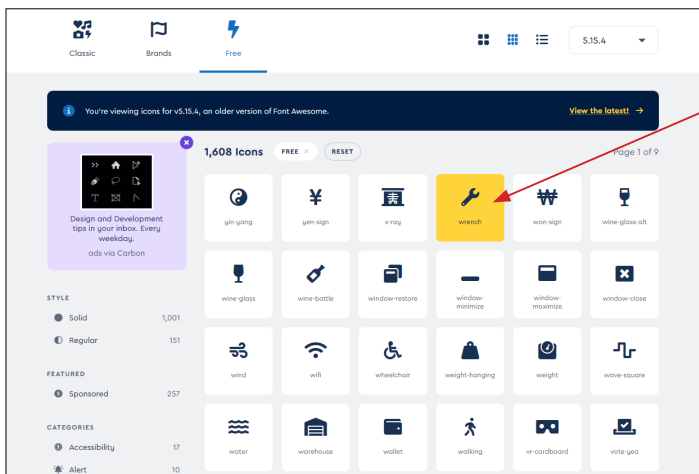 Classic
Brands
Free
5.15.4
You're viewing icons for v5.15.4, an older version of Font Awesome.
View the latest! →
1,608 Icons
FREE ×
RESET
Page 1 of 9
Design and Development
tips in your inbox. Every
weekday.
ads via Carbon
yin-yang
yen-sign
x-ray
wrench
won-sign
wine-glass-alt
wine-glass
wine-bottle
window-restore
window-
minimize
window-
maximize
window-close
STYLE
Solid 1,001
Regular 151
wind
wifi
wheelchair
weight-hanging
weight
wave-square
FEATURED
Sponsored 257
CATEGORIES
Accessibility 17
Alert 10
water
warehouse
wallet
walking
vr-cardboard
vote-yea